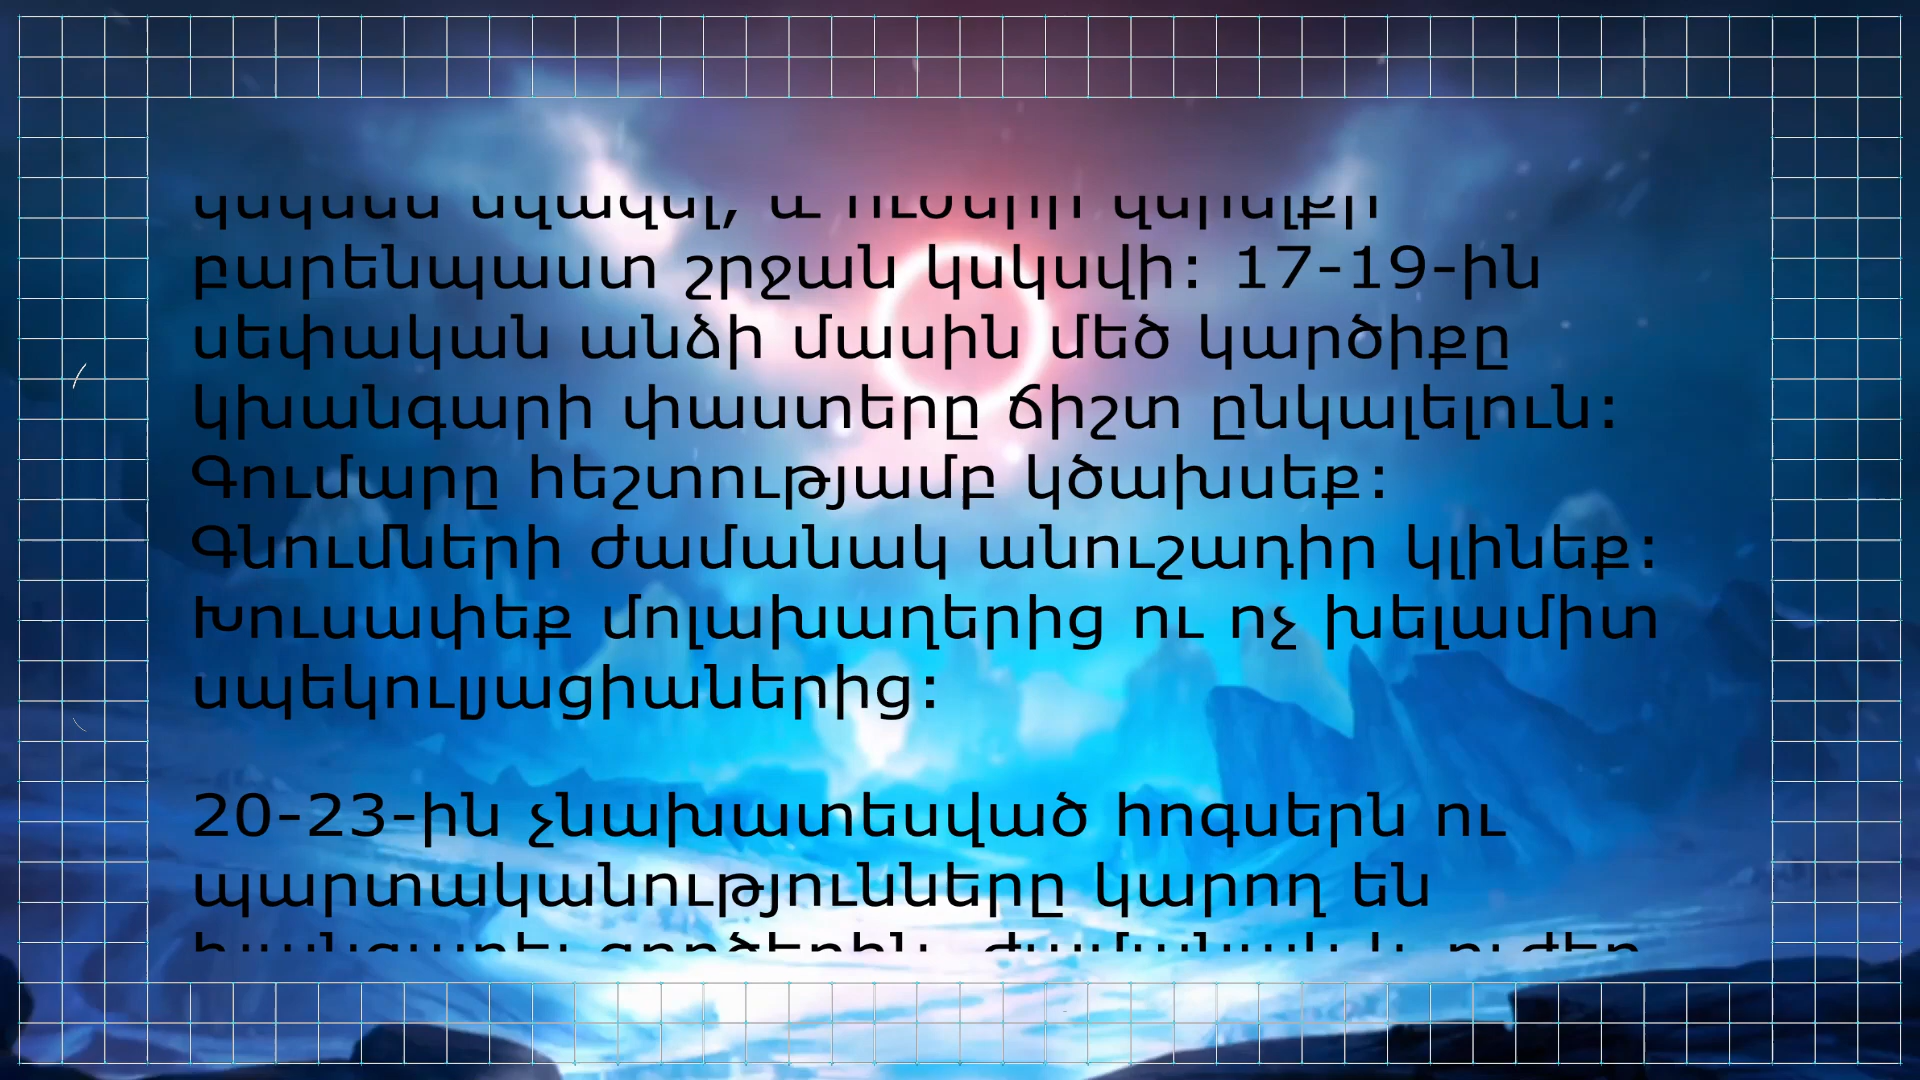 բարենպաստ շրջան կսկսվի: 17-19-ին
սեփական անձի մասին մեծ կարծիքը
կխանգարի փաստերը ճիշտ ընկալելուն:
Գումարը հեշտությամբ կծախսեք:
Գնումների ժամանակ անուշադիր կլինեք:
Խուսափեք մոլախաղերից ու ոչ խելամիտ
սպեկուլյացիաներից:
20-23-ին չնախատեսված հոգսերն ու
պարտականությունները կարող են